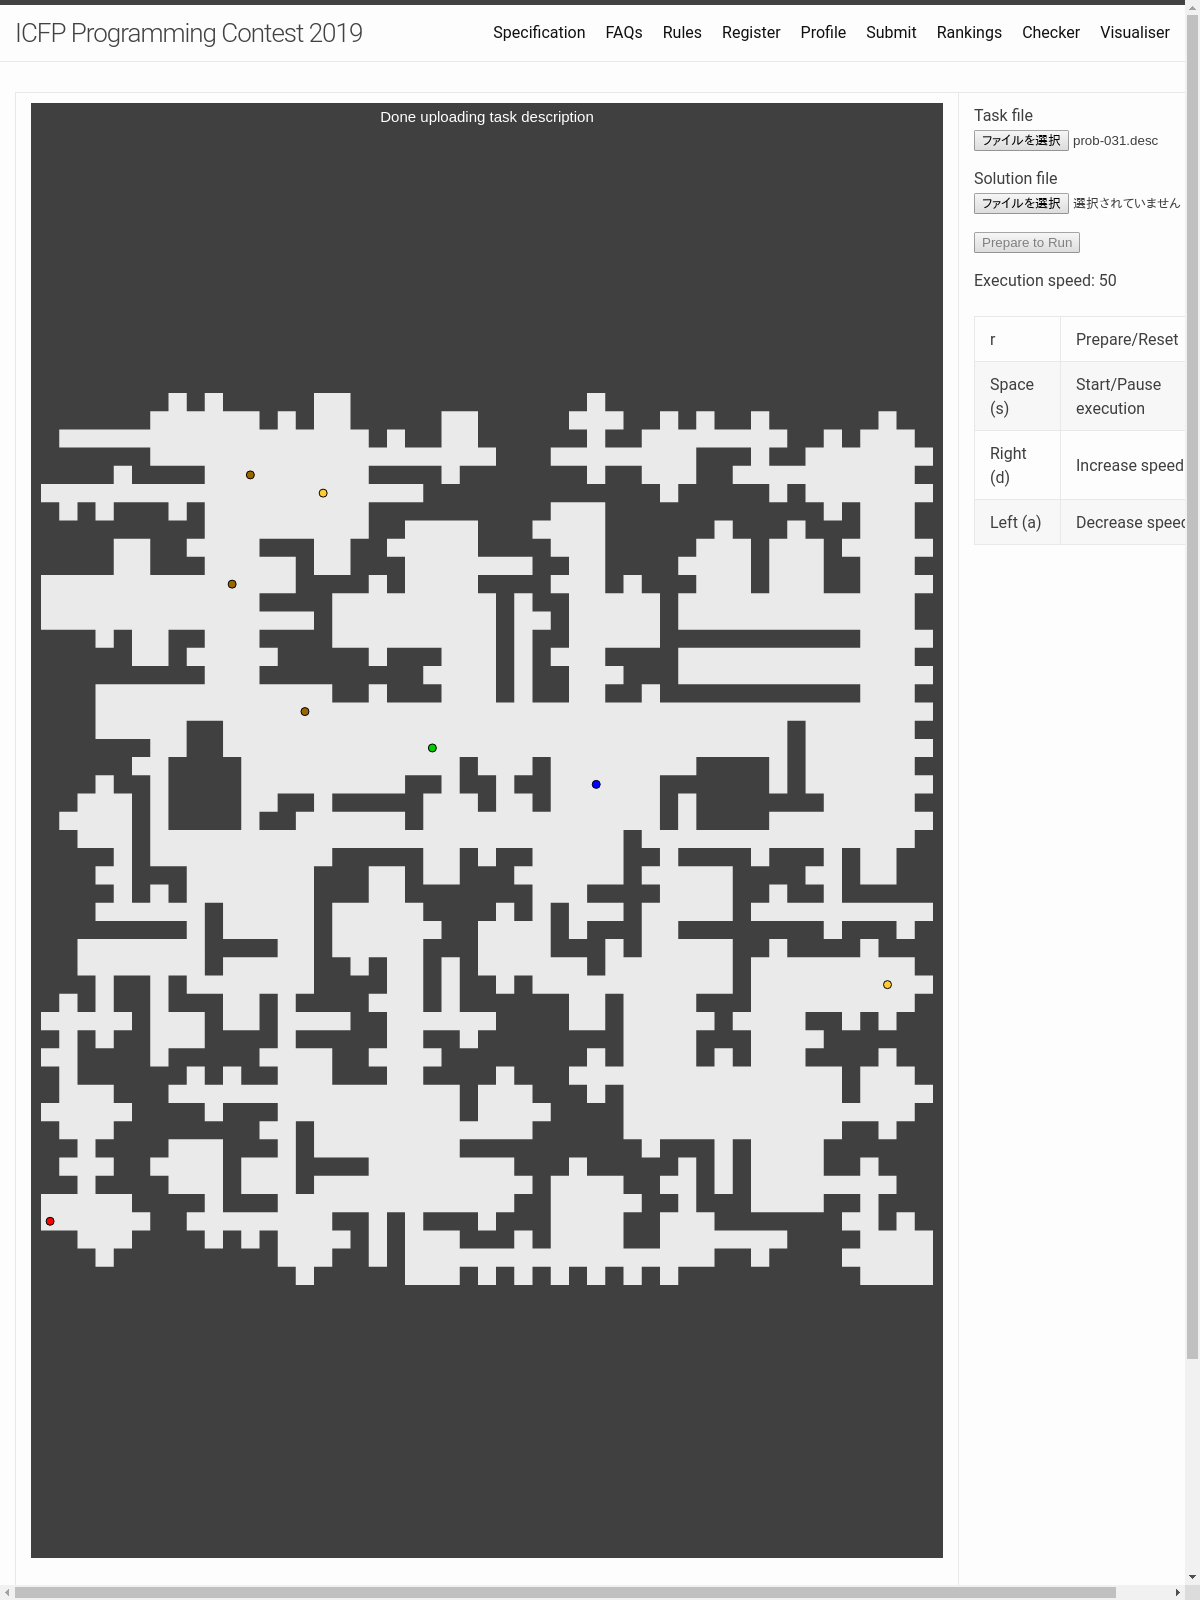 ICFP Programming Contest 2019
Specification FAQs Rules Register Profile Submit Rankings Checker Visualiser
Done uploading task description
Task file
ファイルを選択 prob-031.desc
Solution file
ファイルを選択 選択されていません
Prepare to Run
Execution speed: 50
r Prepare/Reset
Space (s) Start/Pause execution
Right (d) Increase speed
Left (a) Decrease speed